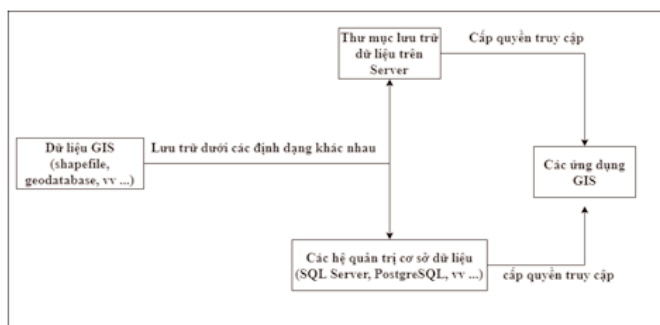 Thư mục lưu trữ
dữ liệu trên
Server
Cấp quyền truy cập
Dữ liệu GIS
(shapefile,
geodatabase, vv ...)
Lưu trữ dưới các định dạng khác nhau
Các ứng dụng
GIS
Các hệ quản trị cơ sở dữ liệu
(SQL Server, PostgreSQL, vv ...)
cấp quyền truy cập